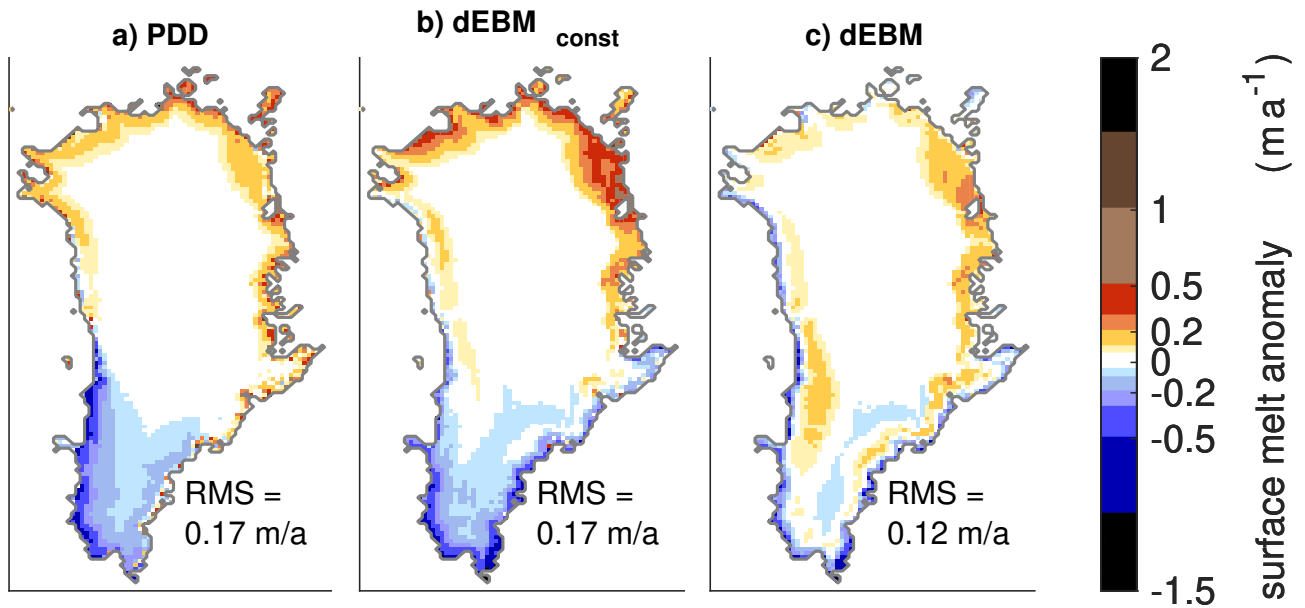 a) PDD
b) dEBM const
c) dEBM
RMS =
0.17 m/a
RMS =
0.17 m/a
RMS =
0.12 m/a
2
1
0.5
0.2
0
-0.2
-0.5
-1.5
surface melt anomaly (m a-1)